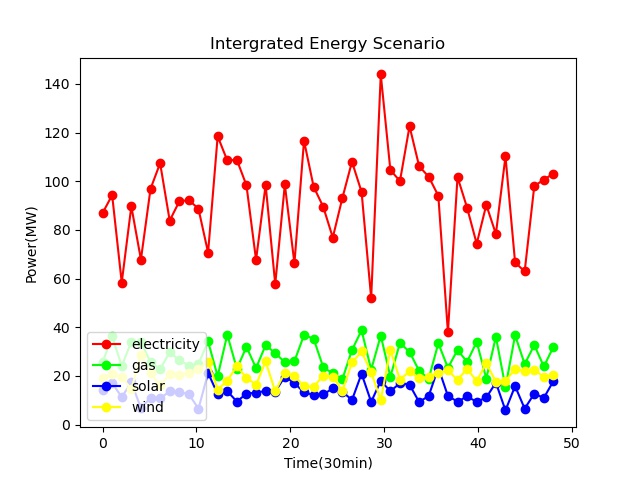 Intergrated Energy Scenario
Power(MW)
140
120
100
80
60
40
20
0
electricity
gas
solar
wind
0 10 20 30 40 50
Time(30min)